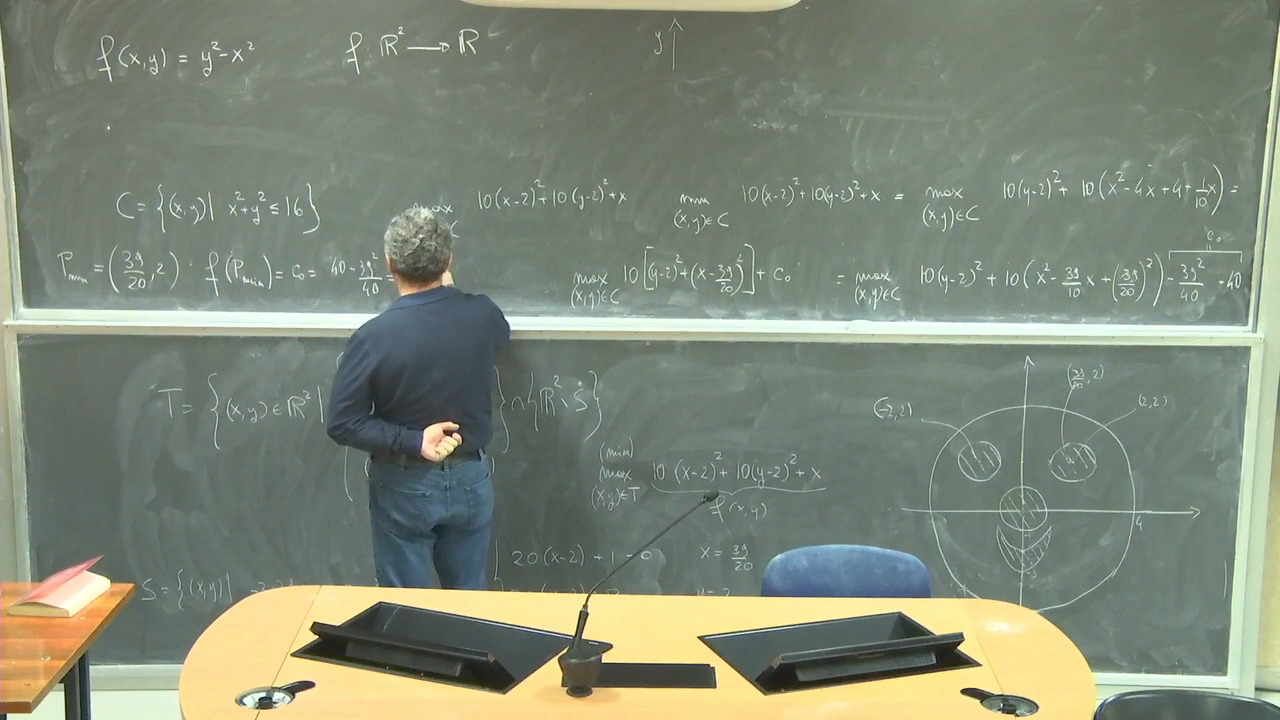 f(x,y) = y²-x² f: ℝ² → ℝ
y
C = {(x,y) | x²+y² ≤ 16}
10(x-2)²+10(y-2)²+x
min 10(x-2)²+10(y-2)²+x = max 10(y-2)²+10(x²-4x+4+1/10 x) =
(x,y)∈C (x,y)∈C
P_min = (39/20, 2) f(P_min) = C₀ = 40-39²/40
max 10[(y-2)²+(x-39/20)²]+C₀ = max 10(y-2)²+10(x²-39/10 x+(39/20)²)-39²/40+40
(x,y)∈C (x,y)∈C
C₀
T = {(x,y)∈ℝ² | } ∩ {ℝ²\S}
(min)
max 10(x-2)²+10(y-2)²+x
(x,y)∈T
f(x,y)
20(x-2)+1=0 x = 39/20
S = {(x,y) |
(-2,2) (39/20, 2) (2,2)
4